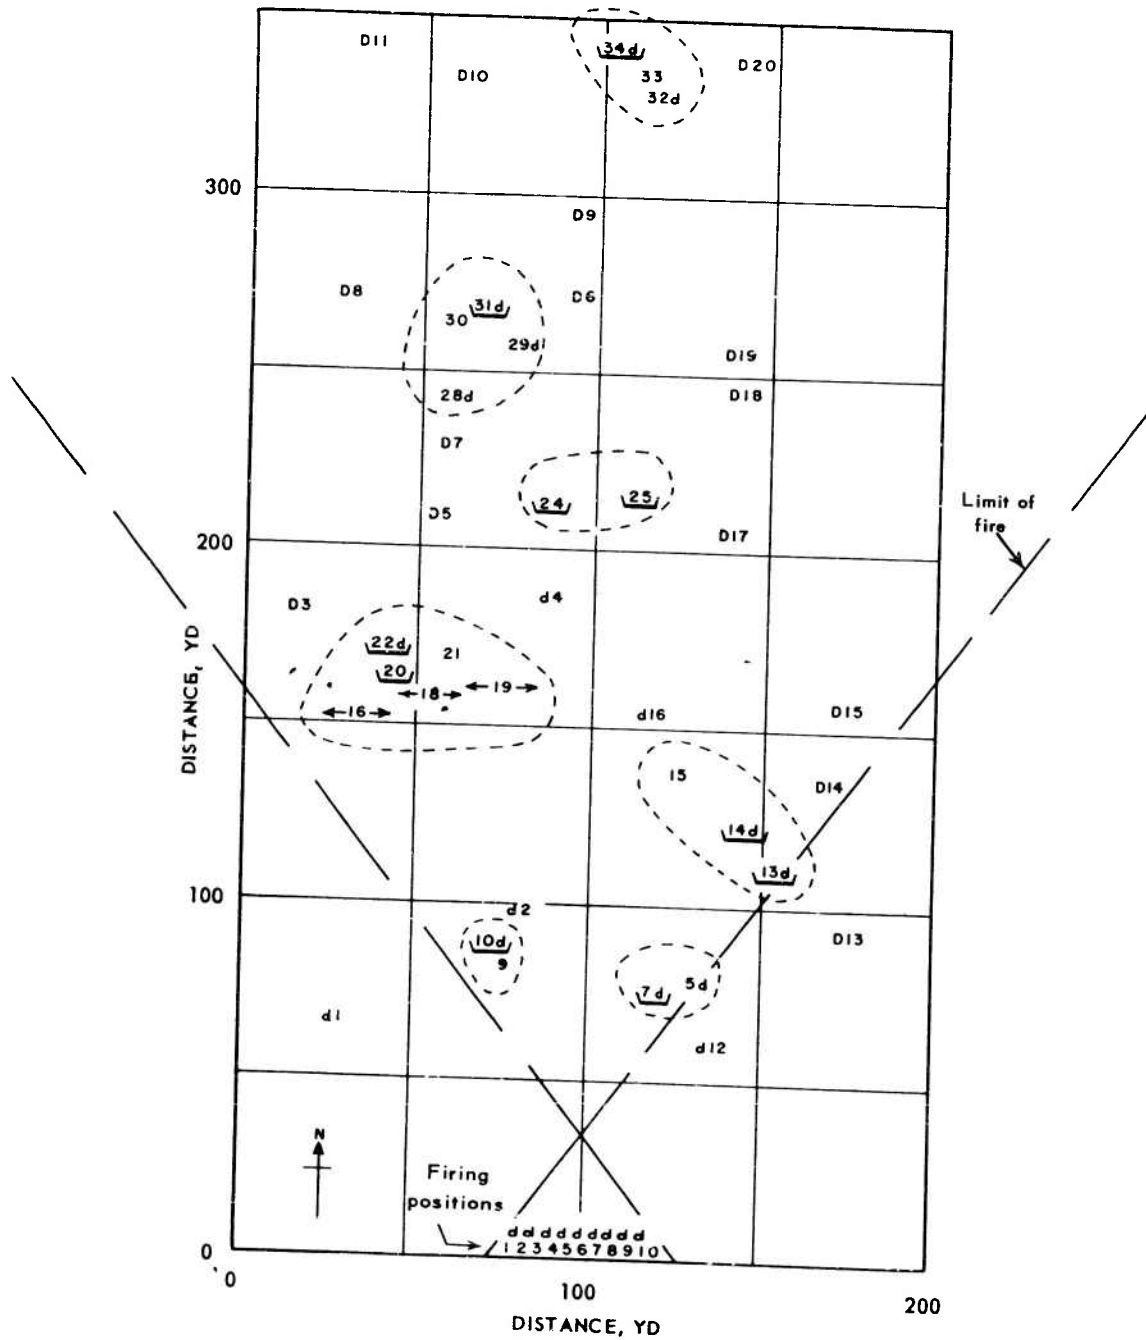 D11
34d
D20
D10
33
32d
300
D9
D8
D6
31d
30
29d
D19
28d
D18
D7
24
25
Limit of
fire
D5
D17
200
D3
d4
22d
21
20
18
19
16
d16
D15
DISTANCE, YD
15
D14
14d
13d
100
d2
10d
9
D13
5d
7d
d1
d12
N
Firing
positions
d d d d d d d d d
1 2 3 4 5 6 7 8 9 10
0
0
100
200
DISTANCE, YD